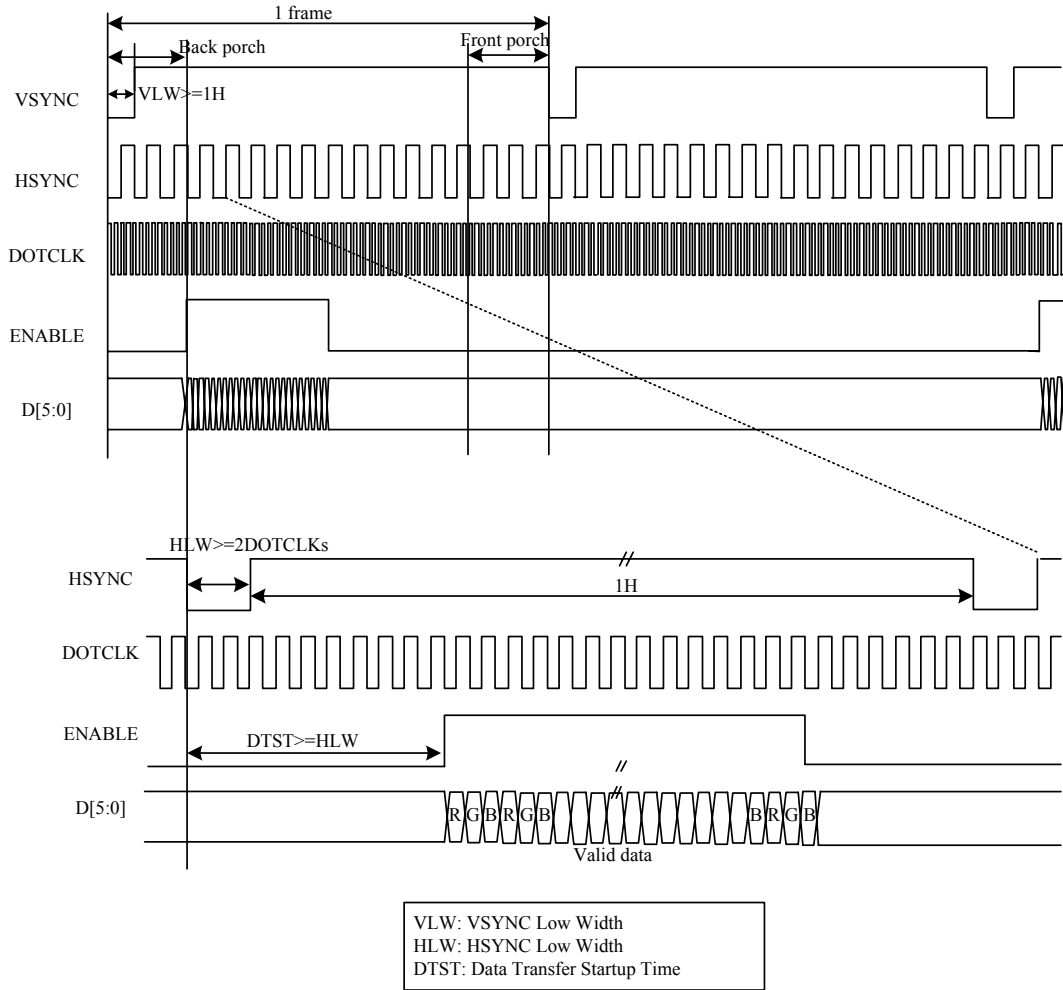 1 frame
Back porch
Front porch
VLW>=1H
VSYNC
HSYNC
DOTCLK
ENABLE
D[5:0]
HLW>=2DOTCLKs
HSYNC
1H
DOTCLK
ENABLE
DTST>=HLW
D[5:0]
R G B R G B B R G B
Valid data
VLW: VSYNC Low Width
HLW: HSYNC Low Width
DTST: Data Transfer Startup Time